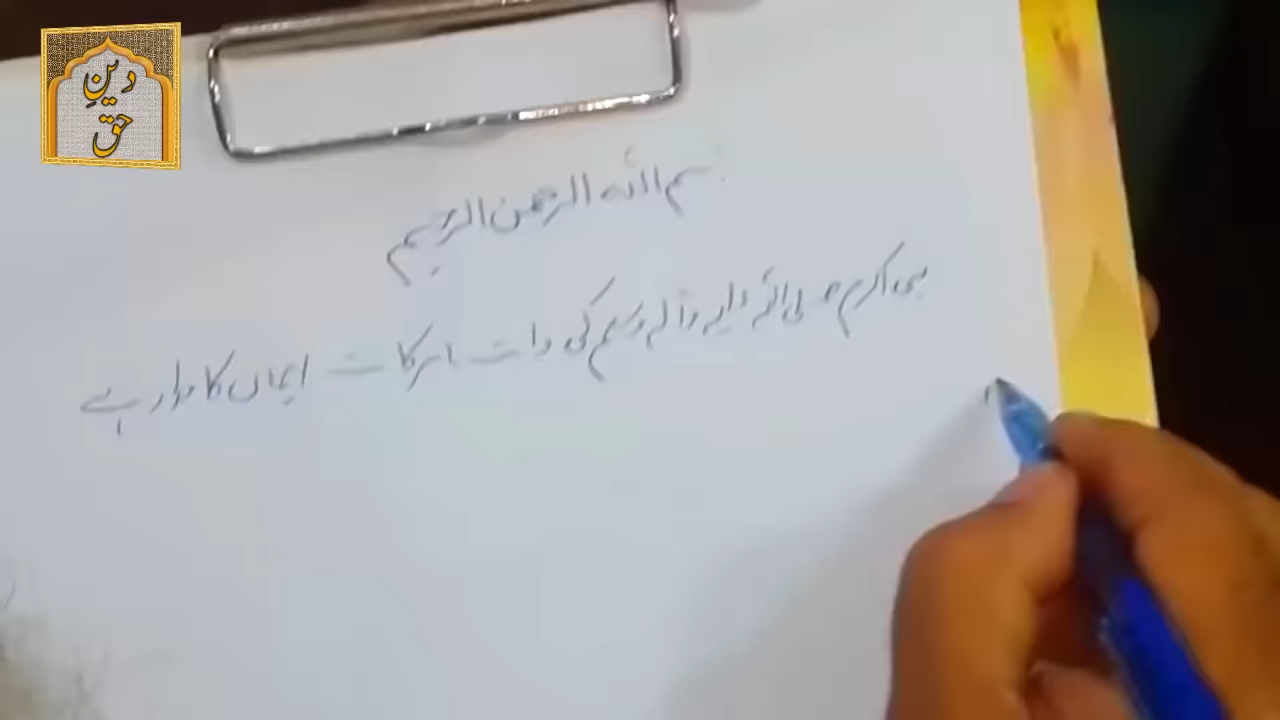 دینِ
حق
بسم اللہ الرحمن الرحیم
نبی اکرم صلی اللہ علیہ وآلہ وسلم کی ذات بابرکات ایمان کا مدار ہے